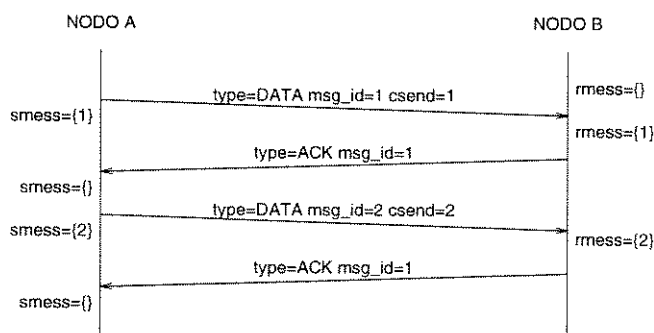 NODO A
NODO B
rmess={}
type=DATA msg_id=1 csend=1
smess={1}
rmess={1}
type=ACK msg_id=1
smess={}
type=DATA msg_id=2 csend=2
smess={2}
rmess={2}
type=ACK msg_id=1
smess={}